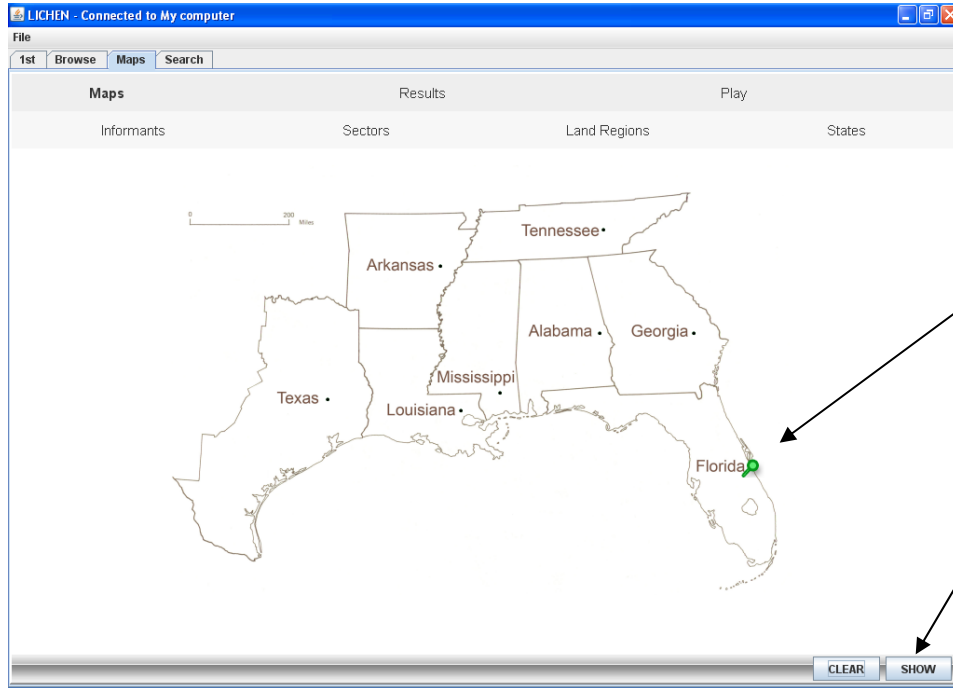 LICHEN - Connected to My computer
File
1st Browse Maps Search
Maps Results Play
Informants Sectors Land Regions States
0 200 Miles
Tennessee
Arkansas
Alabama Georgia
Mississippi
Texas Louisiana
Florida
CLEAR SHOW